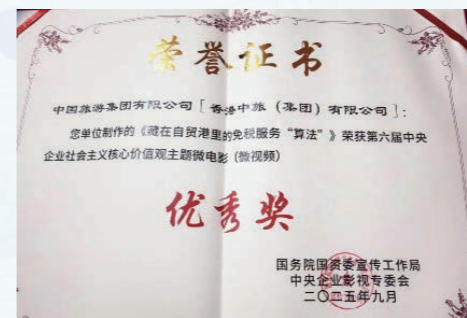 荣誉证书
中国旅游集团有限公司［香港中旅（集团）有限公司］：
您单位制作的《藏在自贸港里的免税服务“算法”》荣获第六届中央
企业社会主义核心价值观主题微电影（微视频）
优秀奖
国务院国资委宣传工作局
中央企业影视专委会
二〇二五年九月